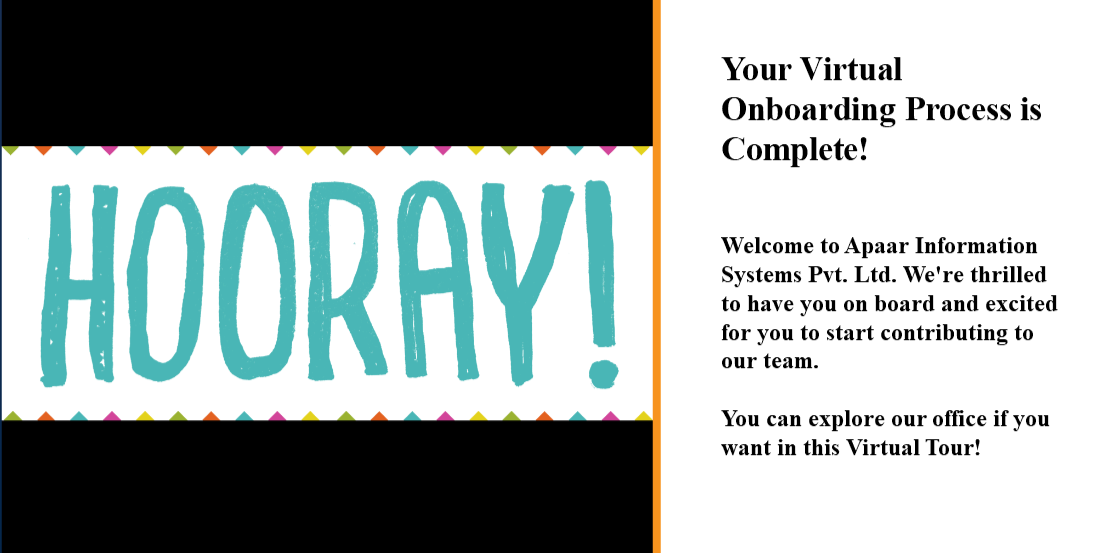 HOORAY!
Your Virtual
Onboarding Process is
Complete!
Welcome to Apaar Information
Systems Pvt. Ltd. We're thrilled
to have you on board and excited
for you to start contributing to
our team.
You can explore our office if you
want in this Virtual Tour!